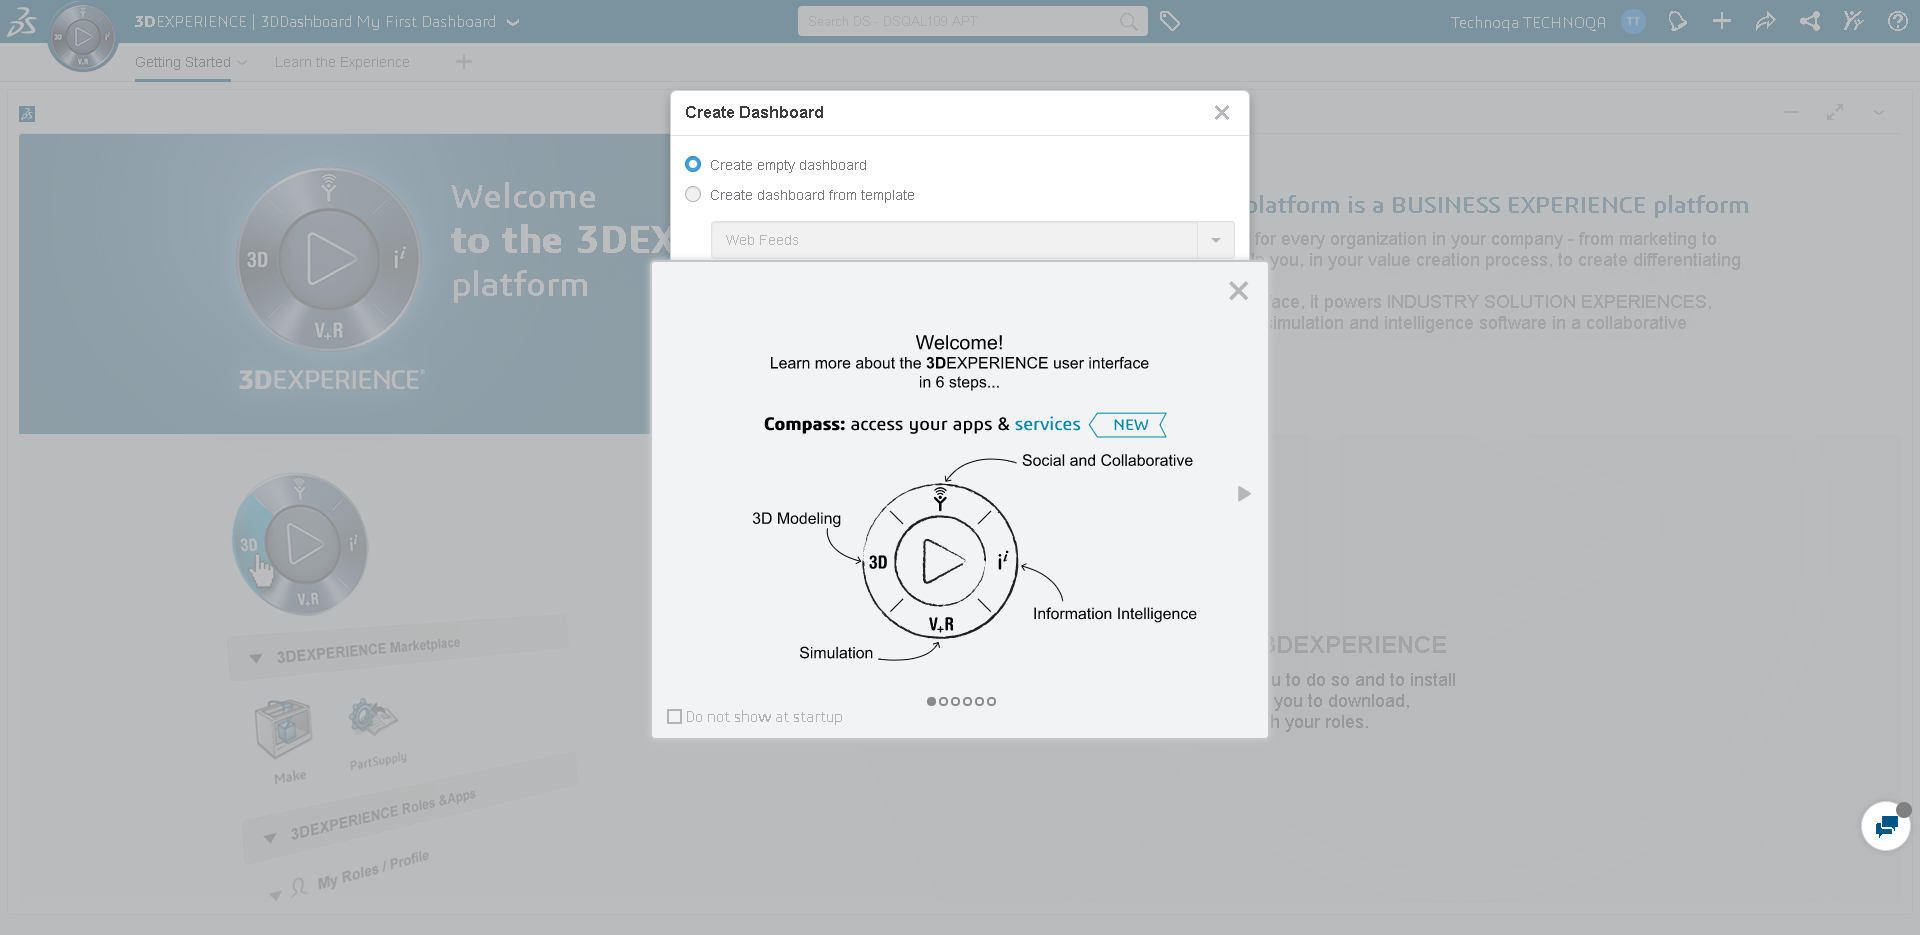 3DEXPERIENCE | 3DDashboard My First Dashboard
Search DS - DSQAL109 APT
Technoqa TECHNOQA
TT
3D
V.R
Getting Started
Learn the Experience
Create Dashboard
Create empty dashboard
Create dashboard from template
Web Feeds
Welcome
to the 3DEX
platform
3D
V+R
3DEXPERIENCE®
platform is a BUSINESS EXPERIENCE platform
for every organization in your company - from marketing to
you, in your value creation process, to create differentiating
ace, it powers INDUSTRY SOLUTION EXPERIENCES,
simulation and intelligence software in a collaborative
Welcome!
Learn more about the 3DEXPERIENCE user interface
in 6 steps...
Compass: access your apps & services NEW
Social and Collaborative
3D Modeling
3D
i i
V+R
Information Intelligence
Simulation
Do not show at startup
3D
V+R
3DEXPERIENCE Marketplace
Make
PartSupply
3DEXPERIENCE Roles &Apps
My Roles / Profile
3DEXPERIENCE
u to do so and to install
you to download,
h your roles.